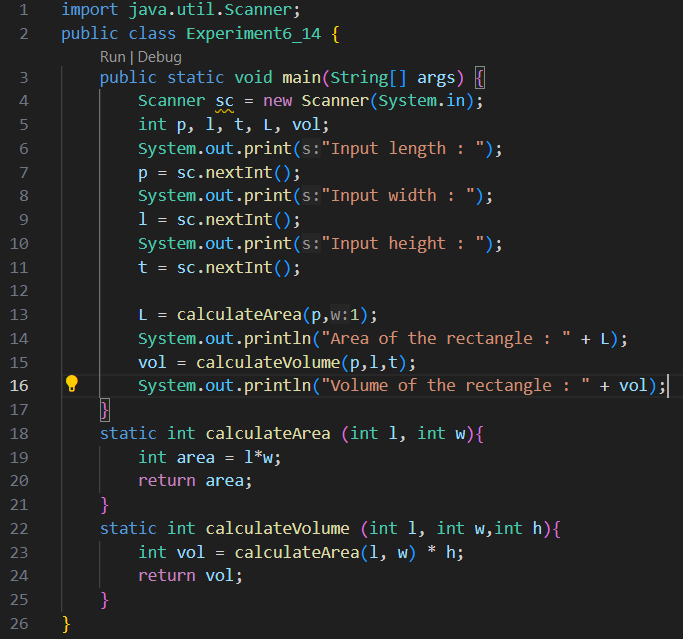 1 import java.util.Scanner;
2 public class Experiment6_14 {
Run | Debug
3 public static void main(String[] args) {
4 Scanner sc = new Scanner(System.in);
5 int p, l, t, L, vol;
6 System.out.print(s:"Input length : ");
7 p = sc.nextInt();
8 System.out.print(s:"Input width : ");
9 l = sc.nextInt();
10 System.out.print(s:"Input height : ");
11 t = sc.nextInt();
12
13 L = calculateArea(p,w:1);
14 System.out.println("Area of the rectangle : " + L);
15 vol = calculateVolume(p,l,t);
16 System.out.println("Volume of the rectangle : " + vol);
17 }
18 static int calculateArea (int l, int w){
19 int area = l*w;
20 return area;
21 }
22 static int calculateVolume (int l, int w,int h){
23 int vol = calculateArea(l, w) * h;
24 return vol;
25 }
26 }